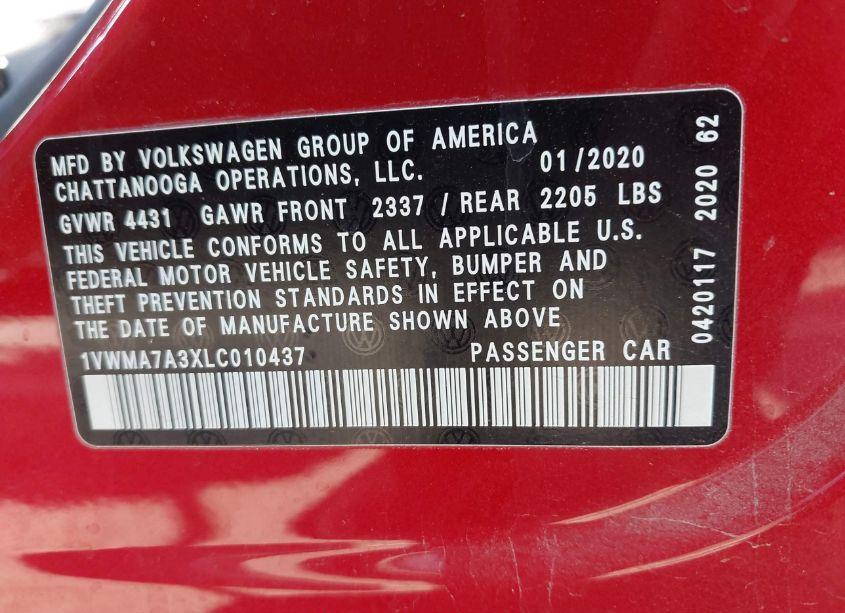 MFD BY VOLKSWAGEN GROUP OF AMERICA
CHATTANOOGA OPERATIONS, LLC. 01/2020
GVWR 4431 GAWR FRONT 2337 / REAR 2205 LBS
THIS VEHICLE CONFORMS TO ALL APPLICABLE U.S.
FEDERAL MOTOR VEHICLE SAFETY, BUMPER AND
THEFT PREVENTION STANDARDS IN EFFECT ON
THE DATE OF MANUFACTURE SHOWN ABOVE
1VWMA7A3XLC010437 PASSENGER CAR
0420117 2020 62